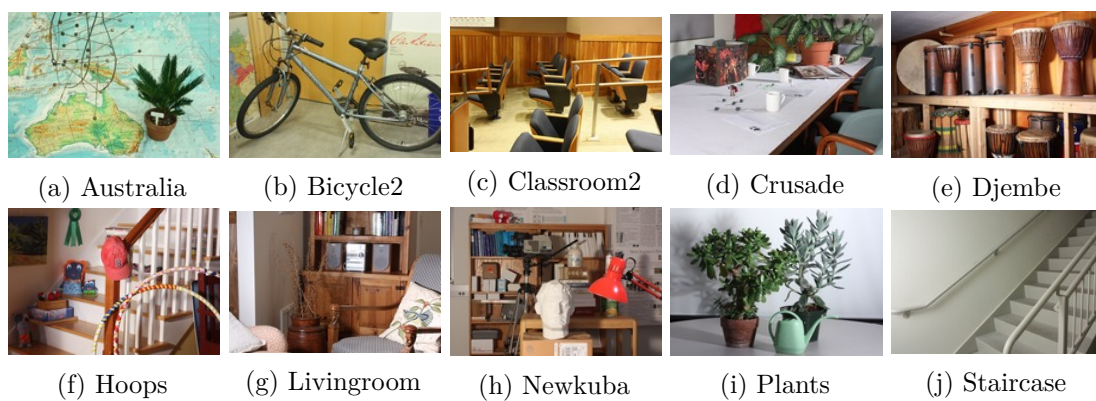 (a) Australia
(b) Bicycle2
(c) Classroom2
(d) Crusade
(e) Djembe
(f) Hoops
(g) Livingroom
(h) Newkuba
(i) Plants
(j) Staircase